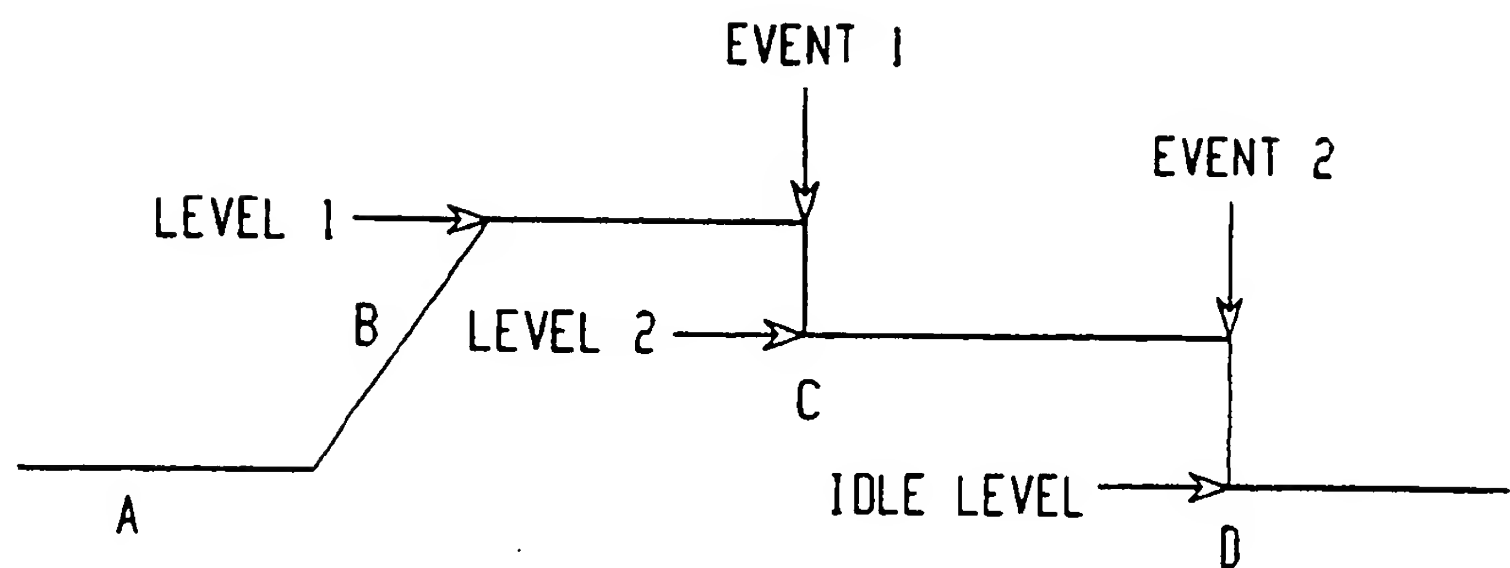 EVENT 1
EVENT 2
LEVEL 1
B
LEVEL 2
C
IDLE LEVEL
A
D